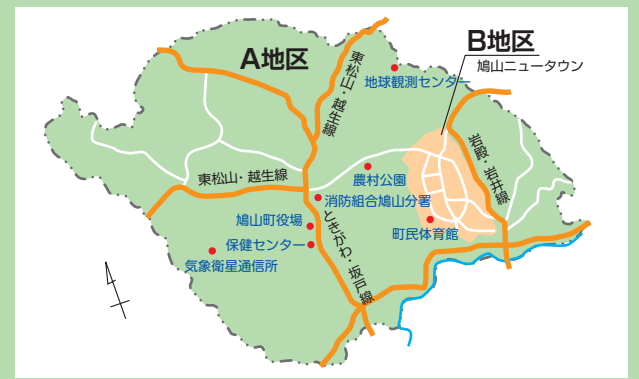 A地区
B地区
鳩山ニュータウン
東松山・越生線
地球観測センター
岩殿・岩井線
農村公園
東松山・越生線
消防組合鳩山分署
鳩山町役場
ときがわ・坂戸線
町民体育館
保健センター
気象衛星通信所